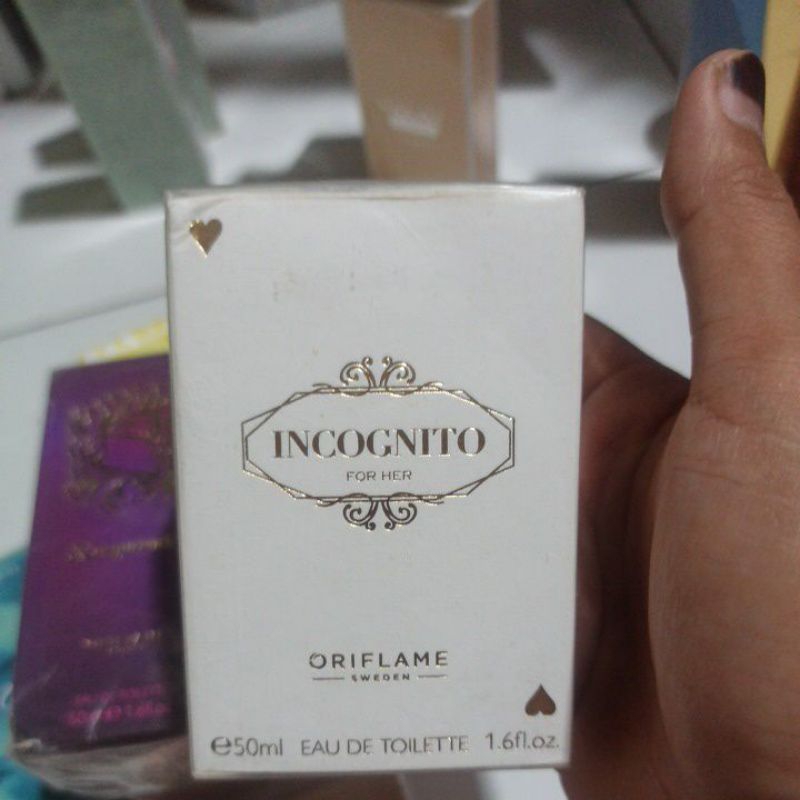 INCOGNITO
FOR HER
ORIFLAME
SWEDEN
℮50ml EAU DE TOILETTE 1.6fl.oz.